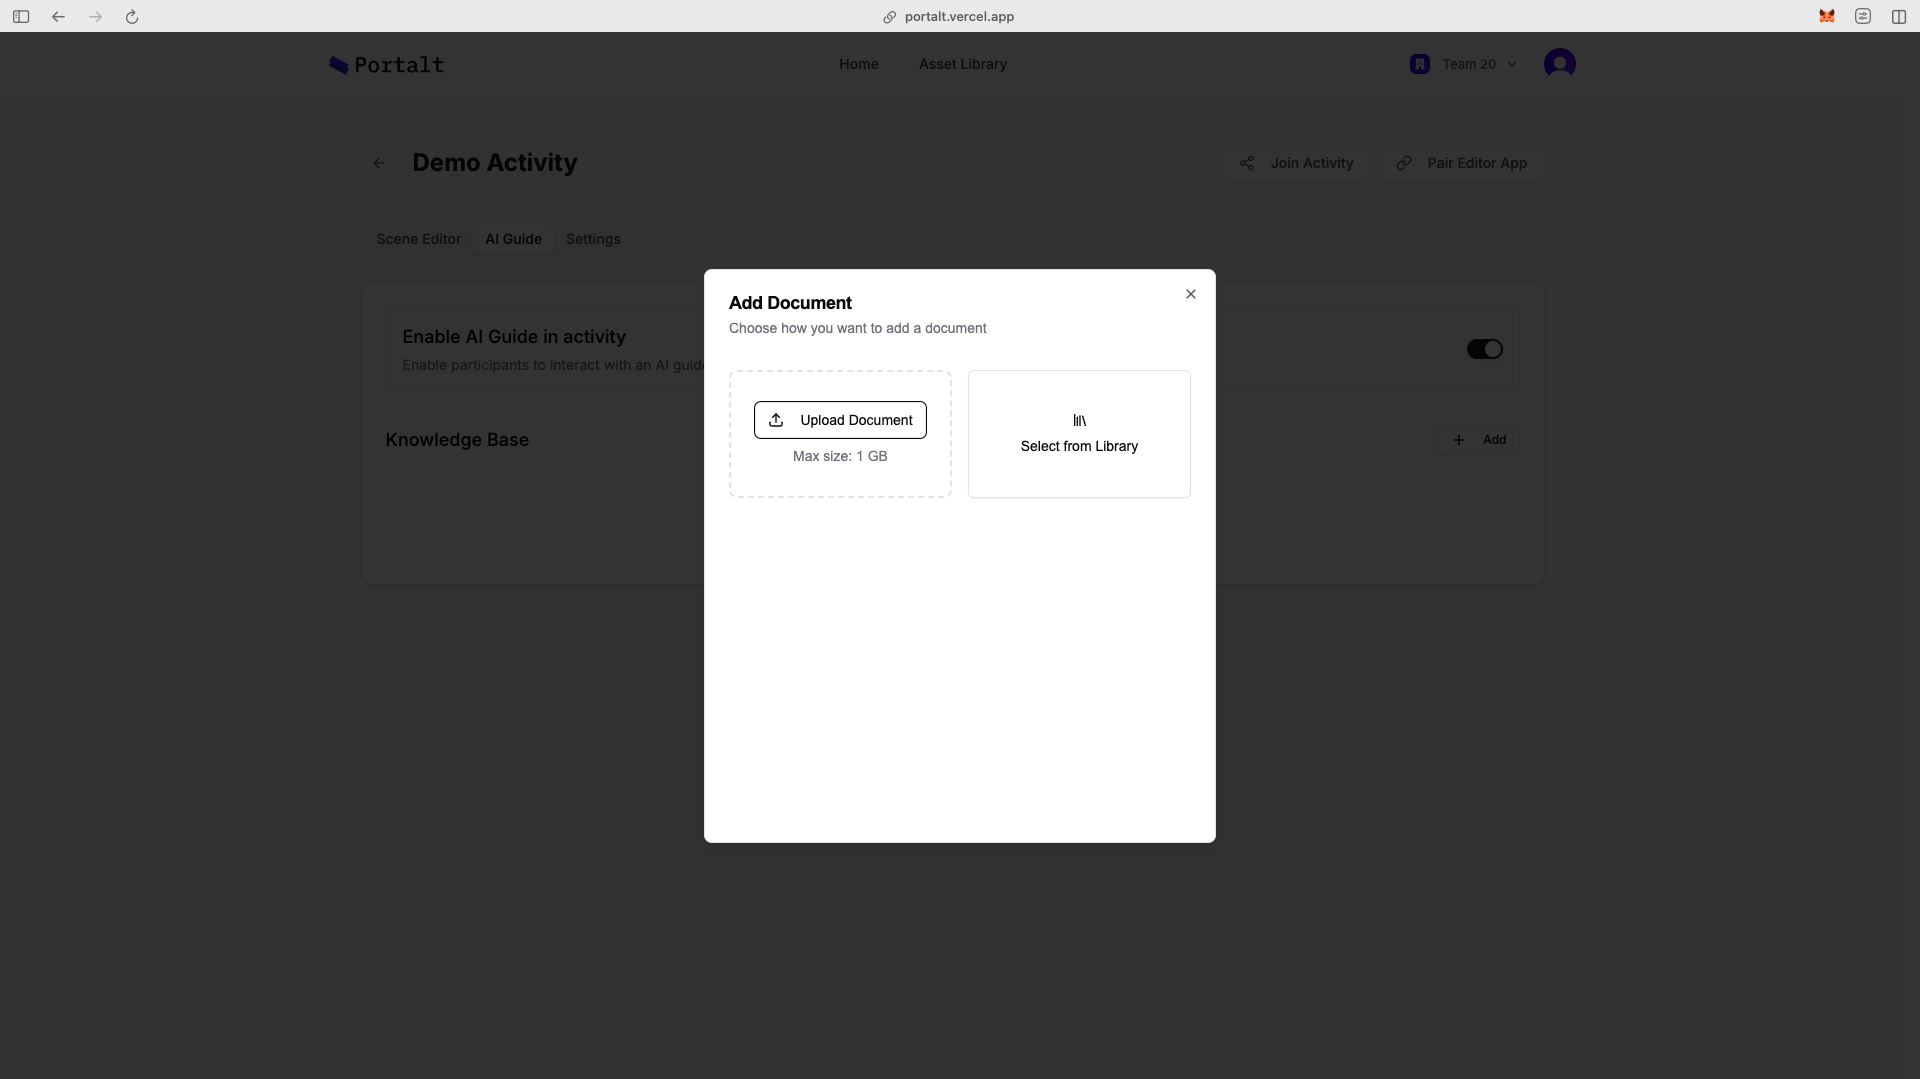 portalt.vercel.app
Portalt
Home
Asset Library
Team 20
Demo Activity
Join Activity
Pair Editor App
Scene Editor
AI Guide
Settings
Add Document
Choose how you want to add a document
Enable AI Guide in activity
Enable participants to interact with an AI guide
Upload Document
Max size: 1 GB
Select from Library
Knowledge Base
Add